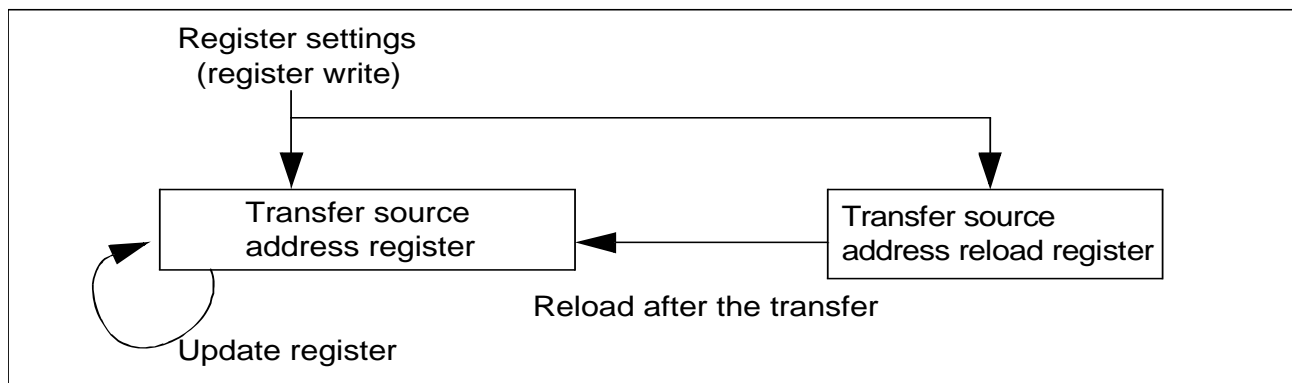 Register settings
(register write)
Transfer source
address register
Transfer source
address reload register
Reload after the transfer
Update register